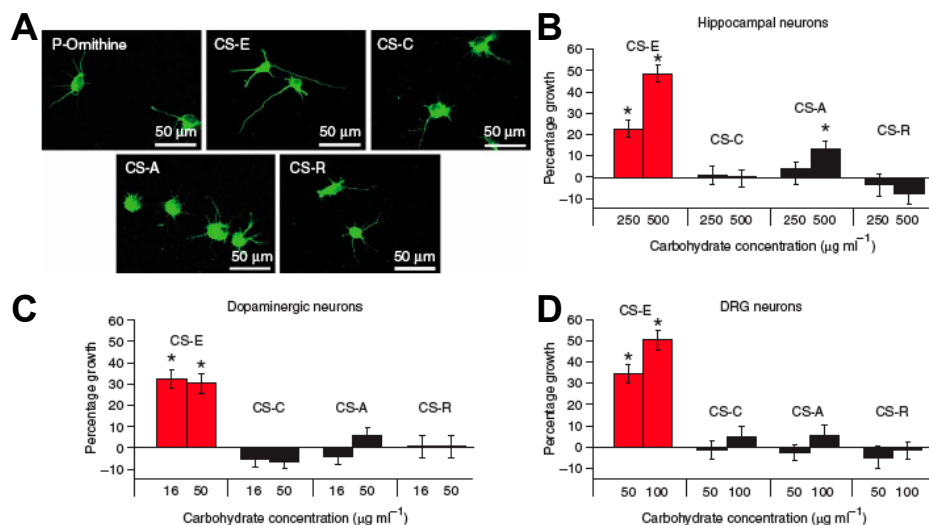 A
P-Ornithine
CS-E
CS-C
50 μm
50 μm
50 μm
CS-A
CS-R
50 μm
50 μm
B
Hippocampal neurons
Percentage growth
60
50
40
30
20
10
0
−10
CS-E
*
*
CS-C
CS-A
*
CS-R
250 500 250 500 250 500 250 500
Carbohydrate concentration (μg ml⁻¹)
C
Dopaminergic neurons
Percentage growth
60
50
40
30
20
10
0
−10
CS-E
*
*
CS-C
CS-A
CS-R
16 50 16 50 16 50 16 50
Carbohydrate concentration (μg ml⁻¹)
D
DRG neurons
Percentage growth
60
50
40
30
20
10
0
−10
CS-E
*
*
CS-C
CS-A
CS-R
50 100 50 100 50 100 50 100
Carbohydrate concentration (μg ml⁻¹)